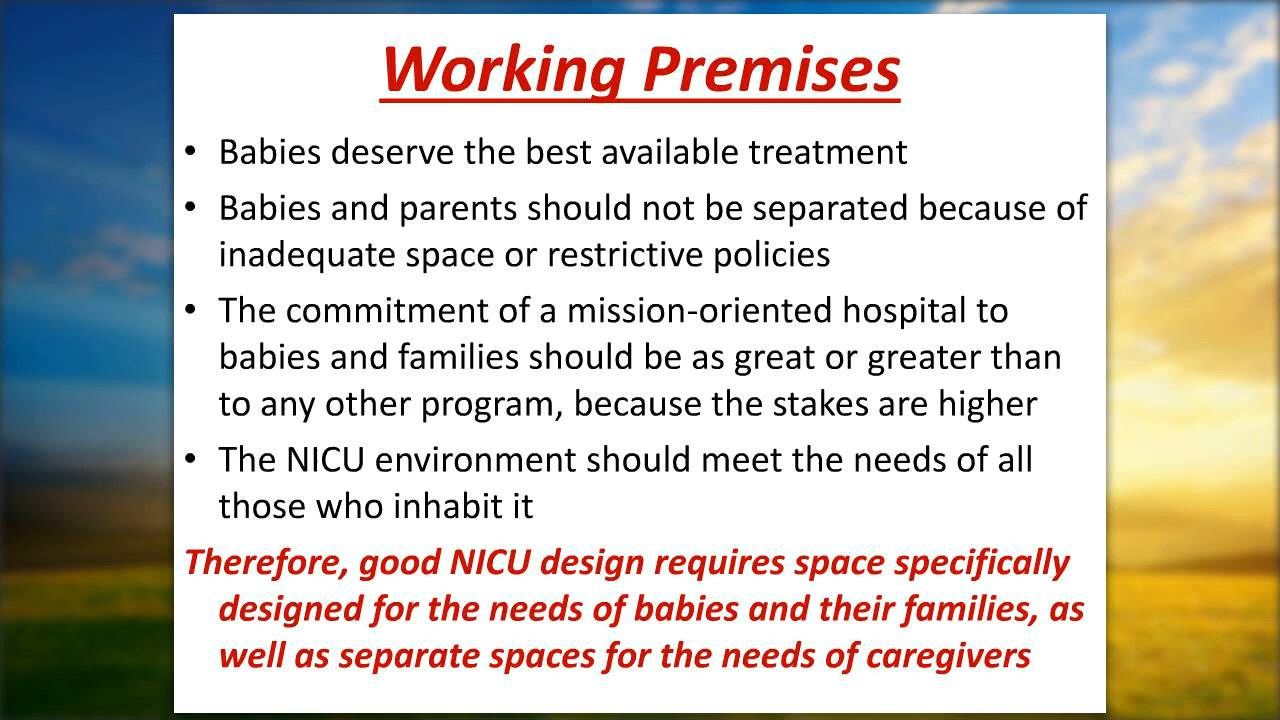 Working Premises
• Babies deserve the best available treatment
• Babies and parents should not be separated because of
inadequate space or restrictive policies
• The commitment of a mission-oriented hospital to
babies and families should be as great or greater than
to any other program, because the stakes are higher
• The NICU environment should meet the needs of all
those who inhabit it
Therefore, good NICU design requires space specifically
designed for the needs of babies and their families, as
well as separate spaces for the needs of caregivers